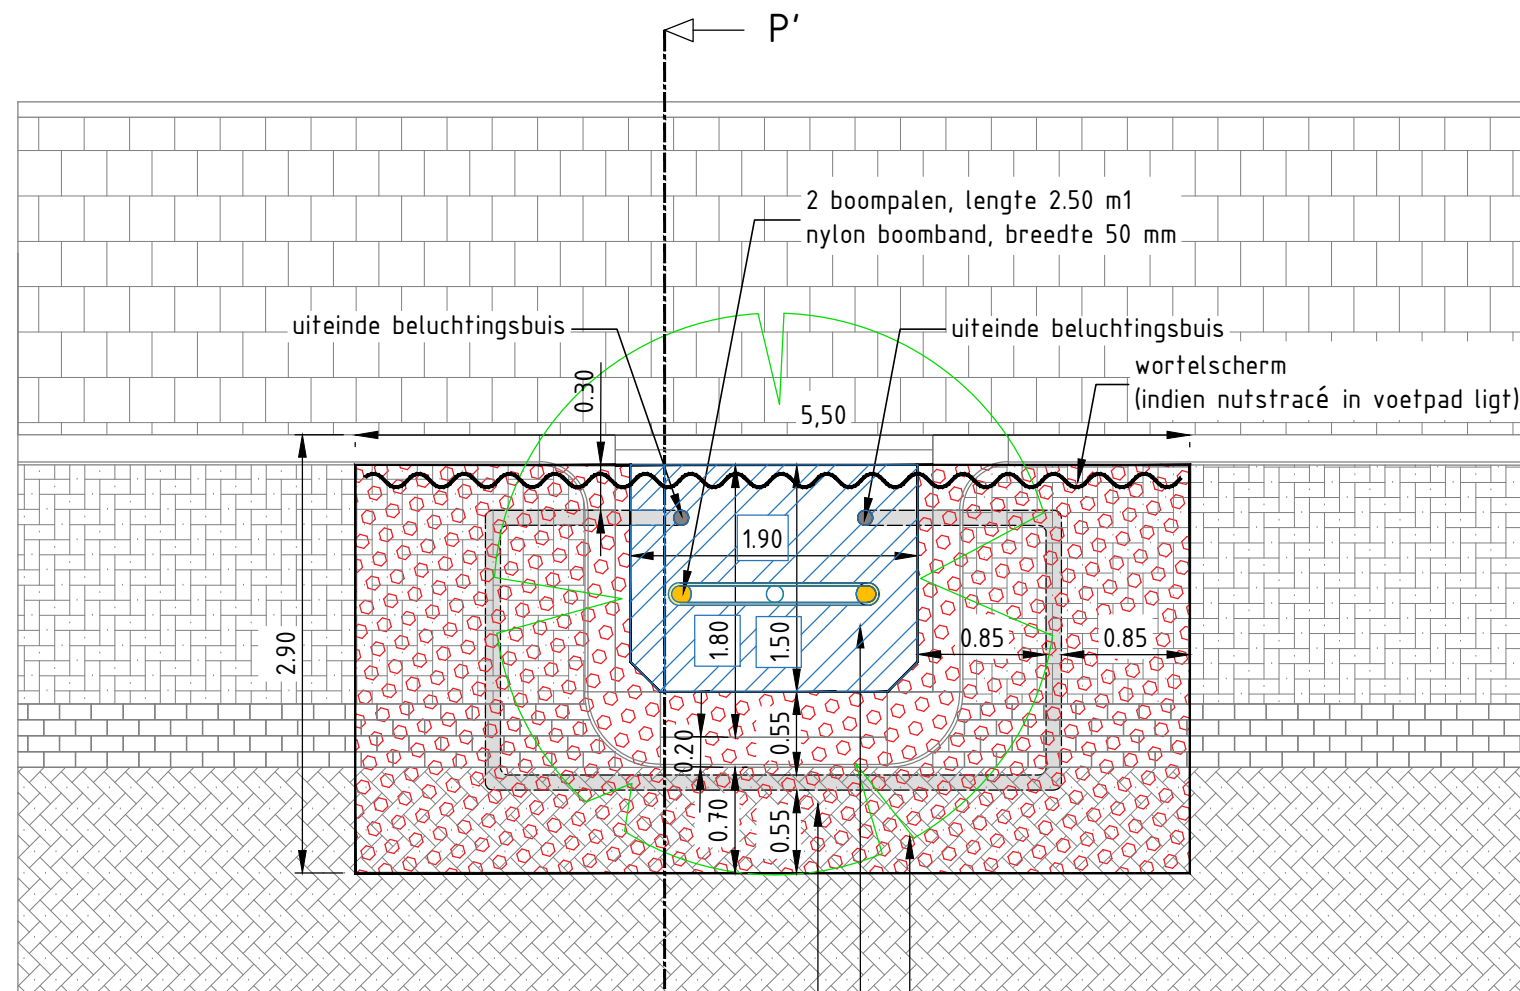 P'
2 boompalen, lengte 2.50 m1
nylon boomband, breedte 50 mm
uiteinde beluchtingsbuis
uiteinde beluchtingsbuis
wortelscherm
(indien nutstracé in voetpad ligt)
0.30
5,50
1.90
2.90
1.80
1.50
0.85
0.85
0.20
0.55
0.70
0.55